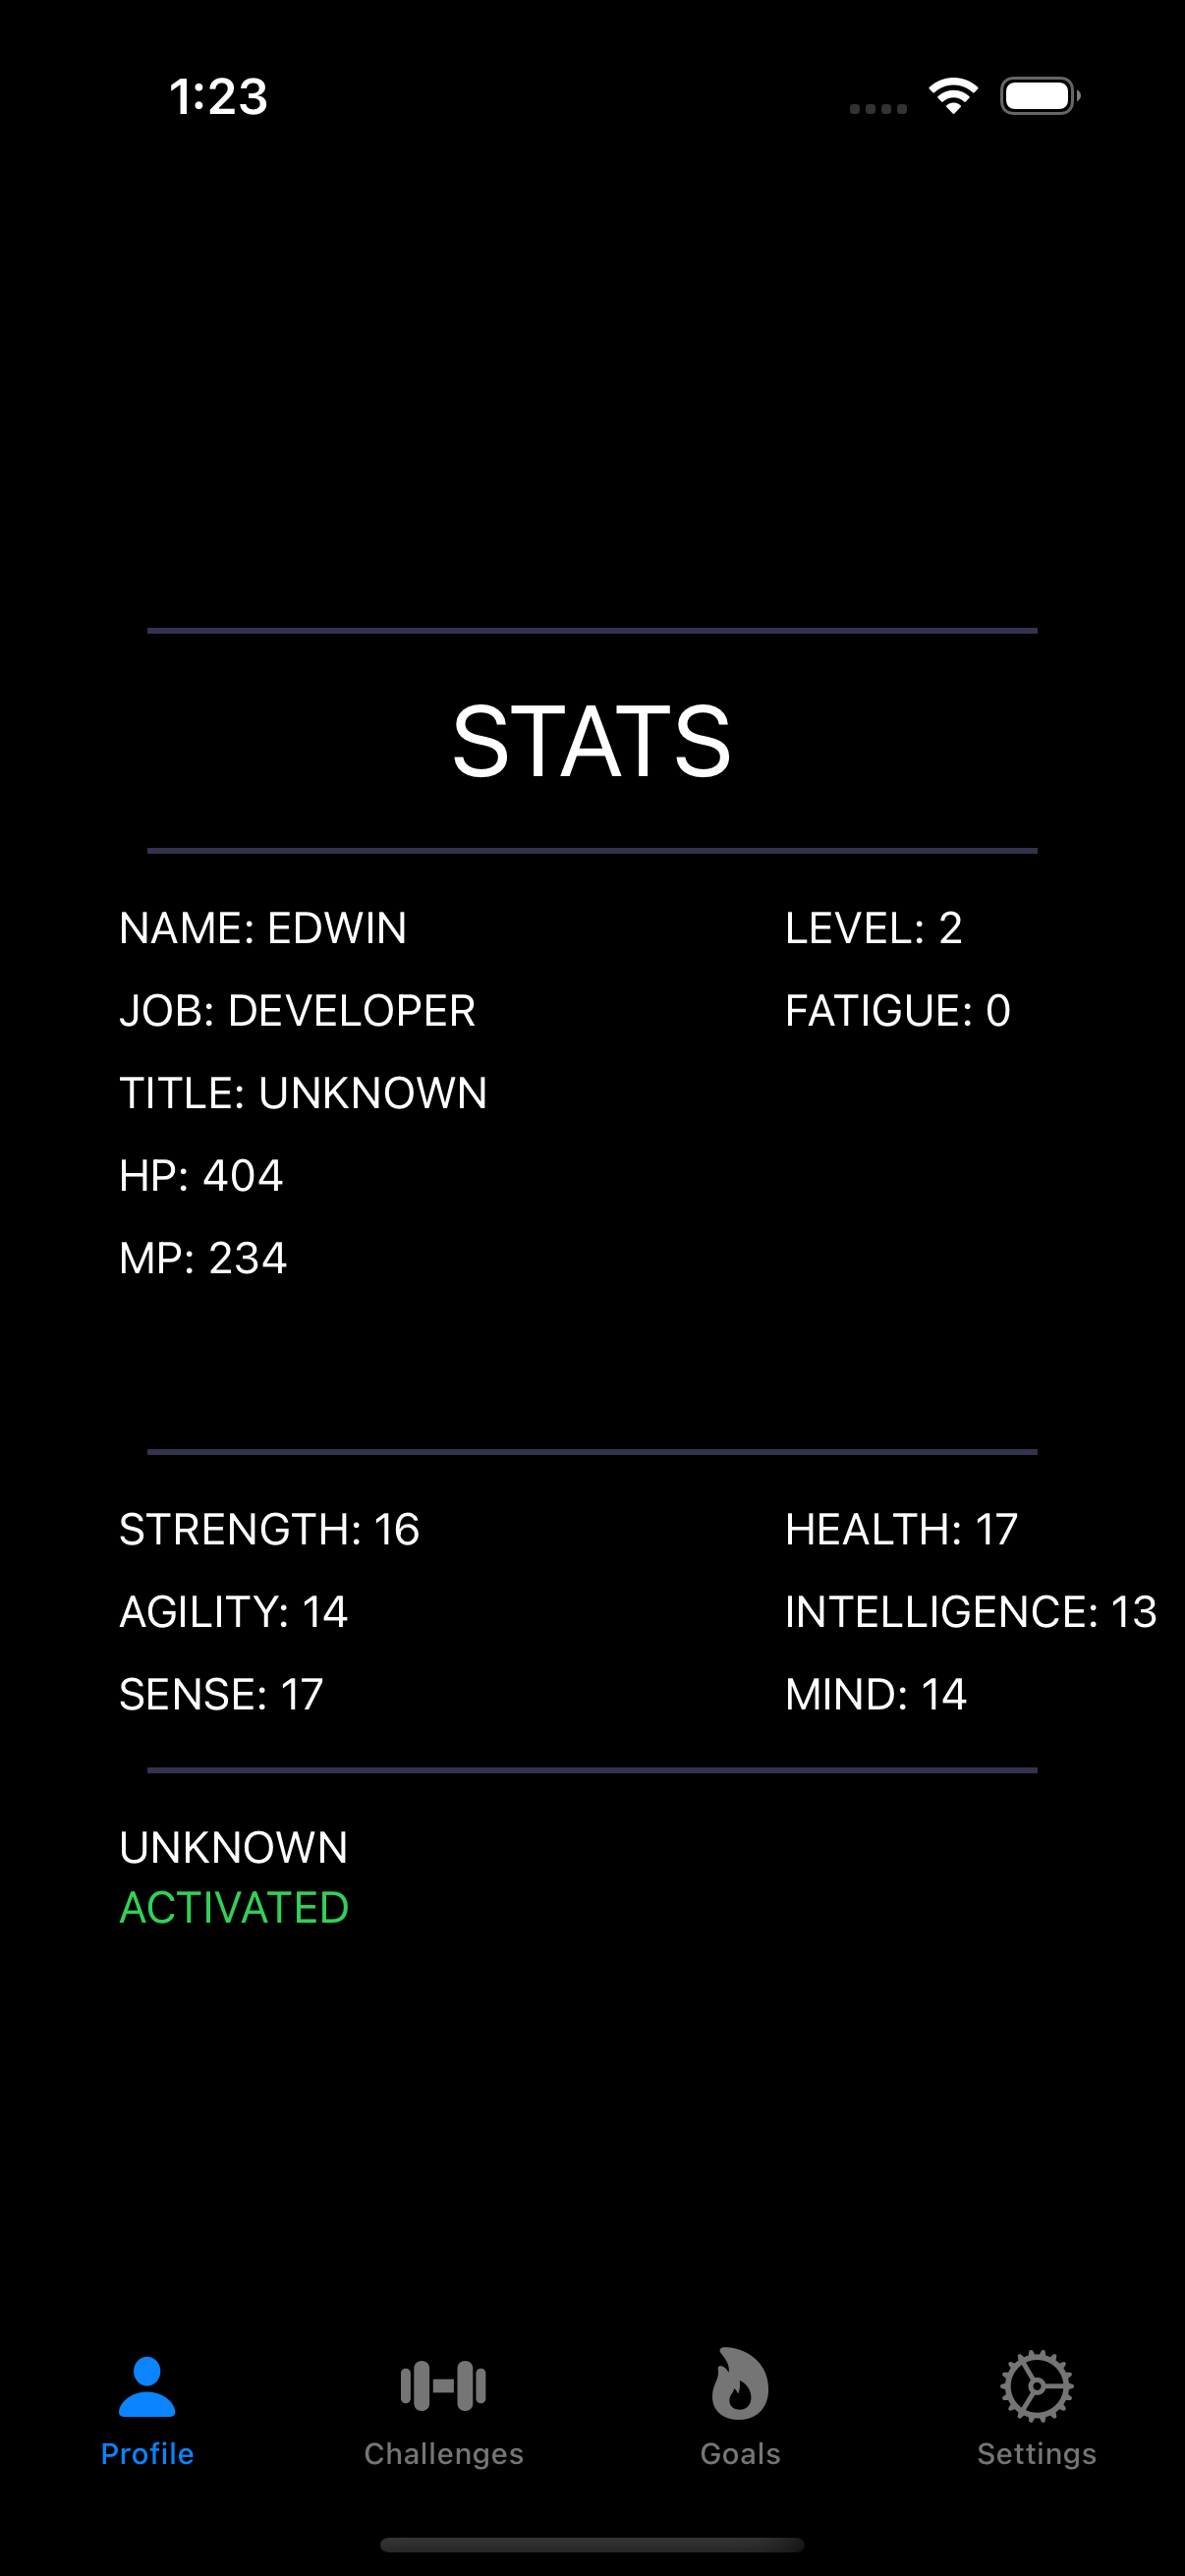 1:23
STATS
NAME: EDWIN
LEVEL: 2
JOB: DEVELOPER
FATIGUE: 0
TITLE: UNKNOWN
HP: 404
MP: 234
STRENGTH: 16
HEALTH: 17
AGILITY: 14
INTELLIGENCE: 13
SENSE: 17
MIND: 14
UNKNOWN
ACTIVATED
Profile
Challenges
Goals
Settings